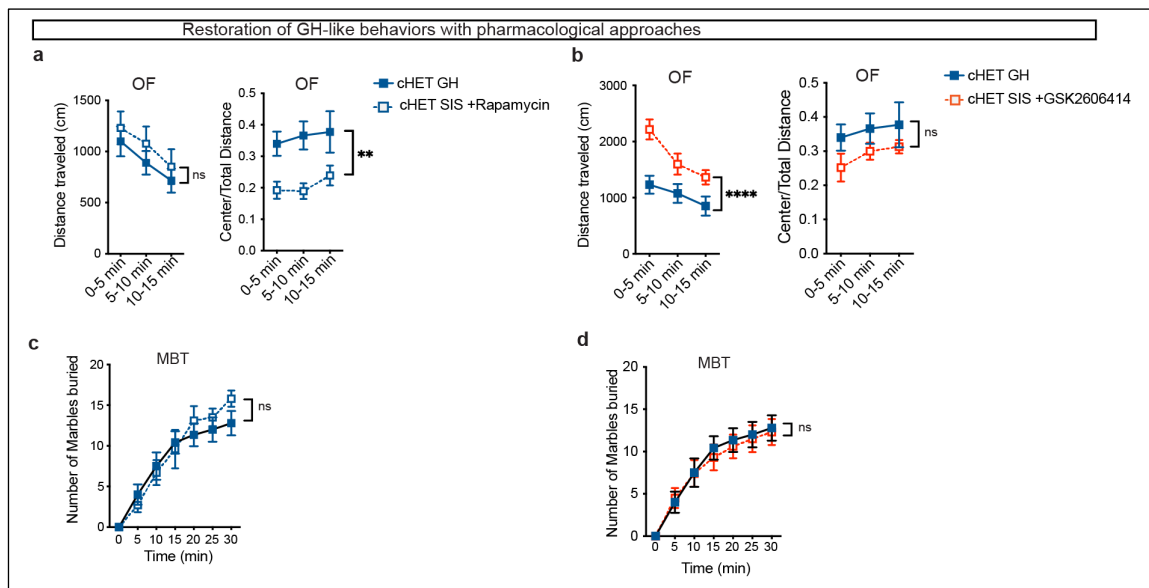 Restoration of GH-like behaviors with pharmacological approaches
a
OF
Distance traveled (cm)
1500
1000
500
0
0-5 min
5-10 min
10-15 min
ns
Center/Total Distance
0.5
0.4
0.3
0.2
0.1
0.0
OF
0-5 min
5-10 min
10-15 min
**
cHET GH
cHET SIS +Rapamycin
b
OF
Distance traveled (cm)
3000
2000
1000
0
0-5 min
5-10 min
10-15 min
****
OF
Center/Total Distance
0.5
0.4
0.3
0.2
0.1
0.0
0-5 min
5-10 min
10-15 min
ns
cHET GH
cHET SIS +GSK2606414
c
MBT
Number of Marbles buried
20
15
10
5
0
0 5 10 15 20 25 30
Time (min)
ns
d
MBT
Number of Marbles buried
20
15
10
5
0
0 5 10 15 20 25 30
Time (min)
ns